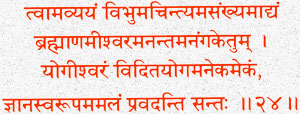 त्वामव्ययं विभुमचिन्त्यमसंख्यमाद्यं
ब्रह्माणमीश्वरमनन्तमनंगकेतुम् ।
योगीश्वरं विदितयोगमनेकमेकं,
ज्ञानस्वरूपममलं प्रवदन्ति सन्तः ॥२४॥